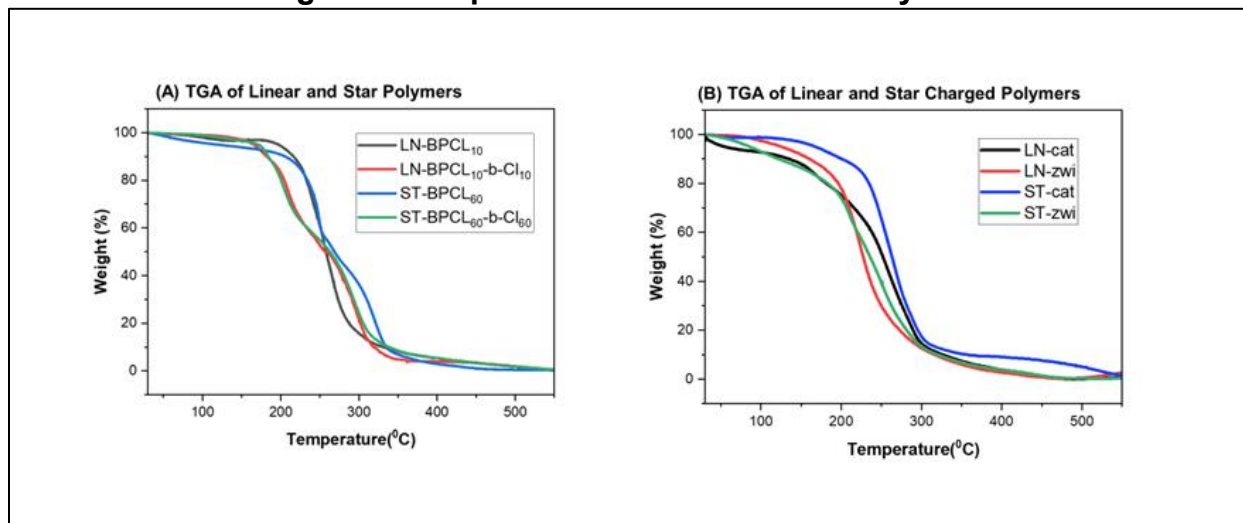 (A) TGA of Linear and Star Polymers
100
80
60
40
20
0
Weight (%)
LN-BPCL₁₀
LN-BPCL₁₀-b-Cl₁₀
ST-BPCL₆₀
ST-BPCL₆₀-b-Cl₆₀
100 200 300 400 500
Temperature(⁰C)
(B) TGA of Linear and Star Charged Polymers
100
80
60
40
20
0
Weight (%)
LN-cat
LN-zwi
ST-cat
ST-zwi
100 200 300 400 500
Temperature(⁰C)